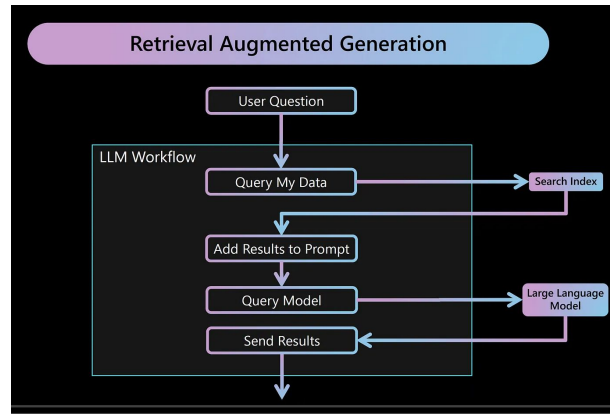 Retrieval Augmented Generation
User Question
LLM Workflow
Query My Data
Search Index
Add Results to Prompt
Query Model
Large Language
Model
Send Results